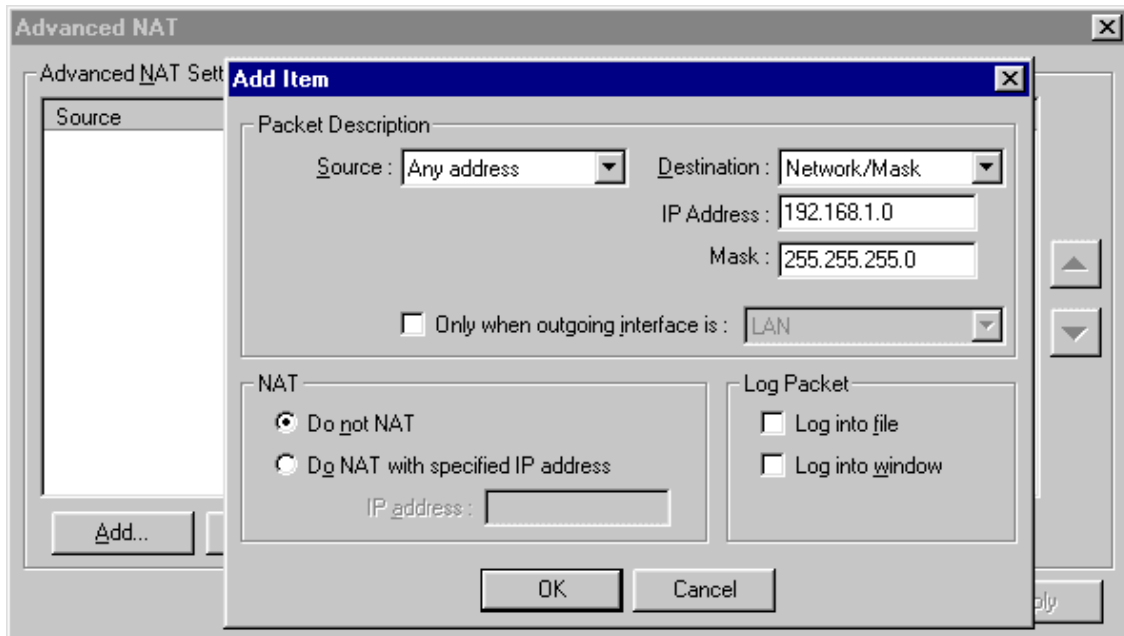 Advanced NAT
Advanced NAT Sett
Add Item
Source
Packet Description
Source : Any address
Destination : Network/Mask
IP Address : 192.168.1.0
Mask : 255.255.255.0
Only when outgoing interface is : LAN
NAT
Do not NAT
Do NAT with specified IP address
IP address :
Log Packet
Log into file
Log into window
Add...
OK
Cancel
ply